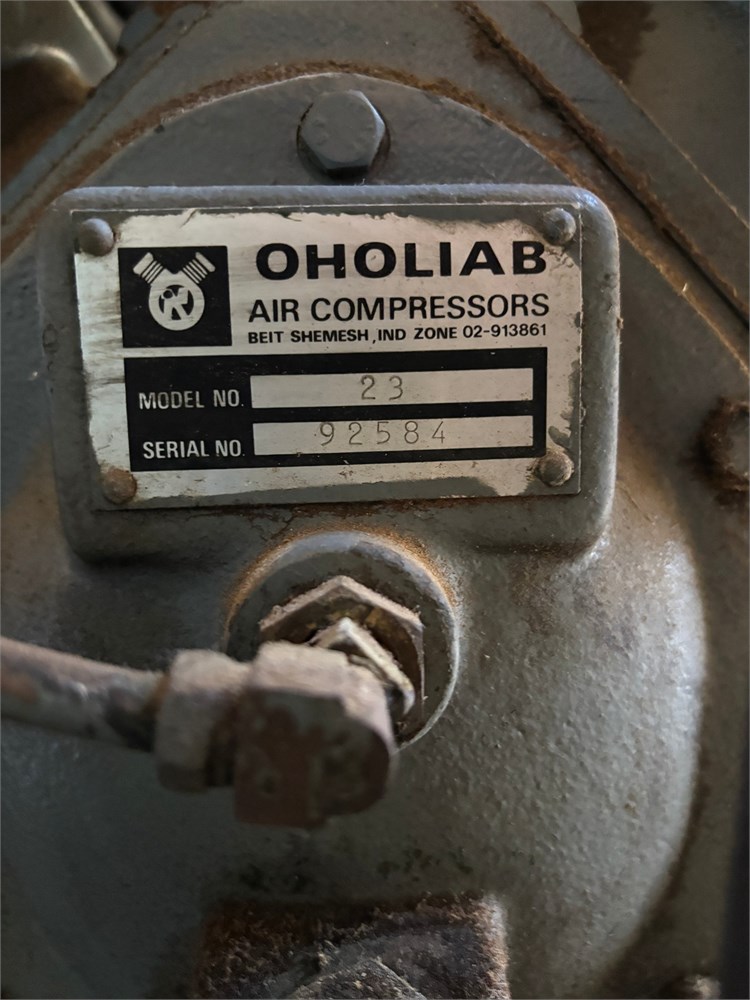 OHOLIAB
AIR COMPRESSORS
BEIT SHEMESH, IND ZONE 02-913861
MODEL NO. 23
SERIAL NO. 92584